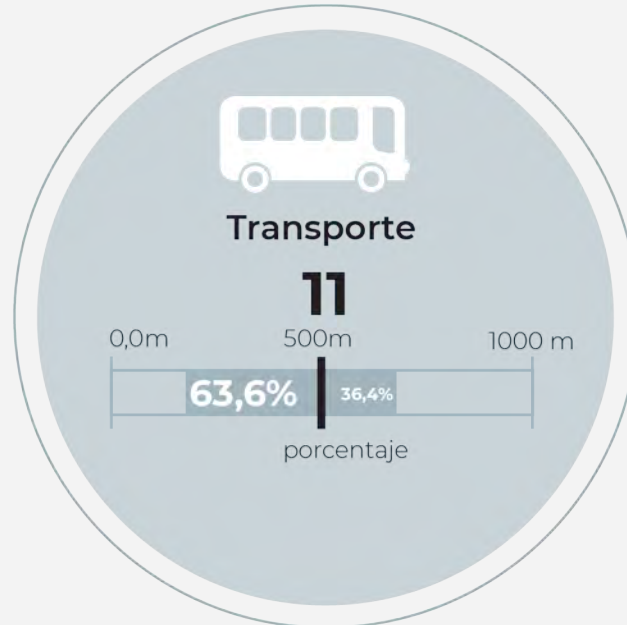 Transporte
11
0,0m 500m 1000 m
63,6% 36,4%
porcentaje